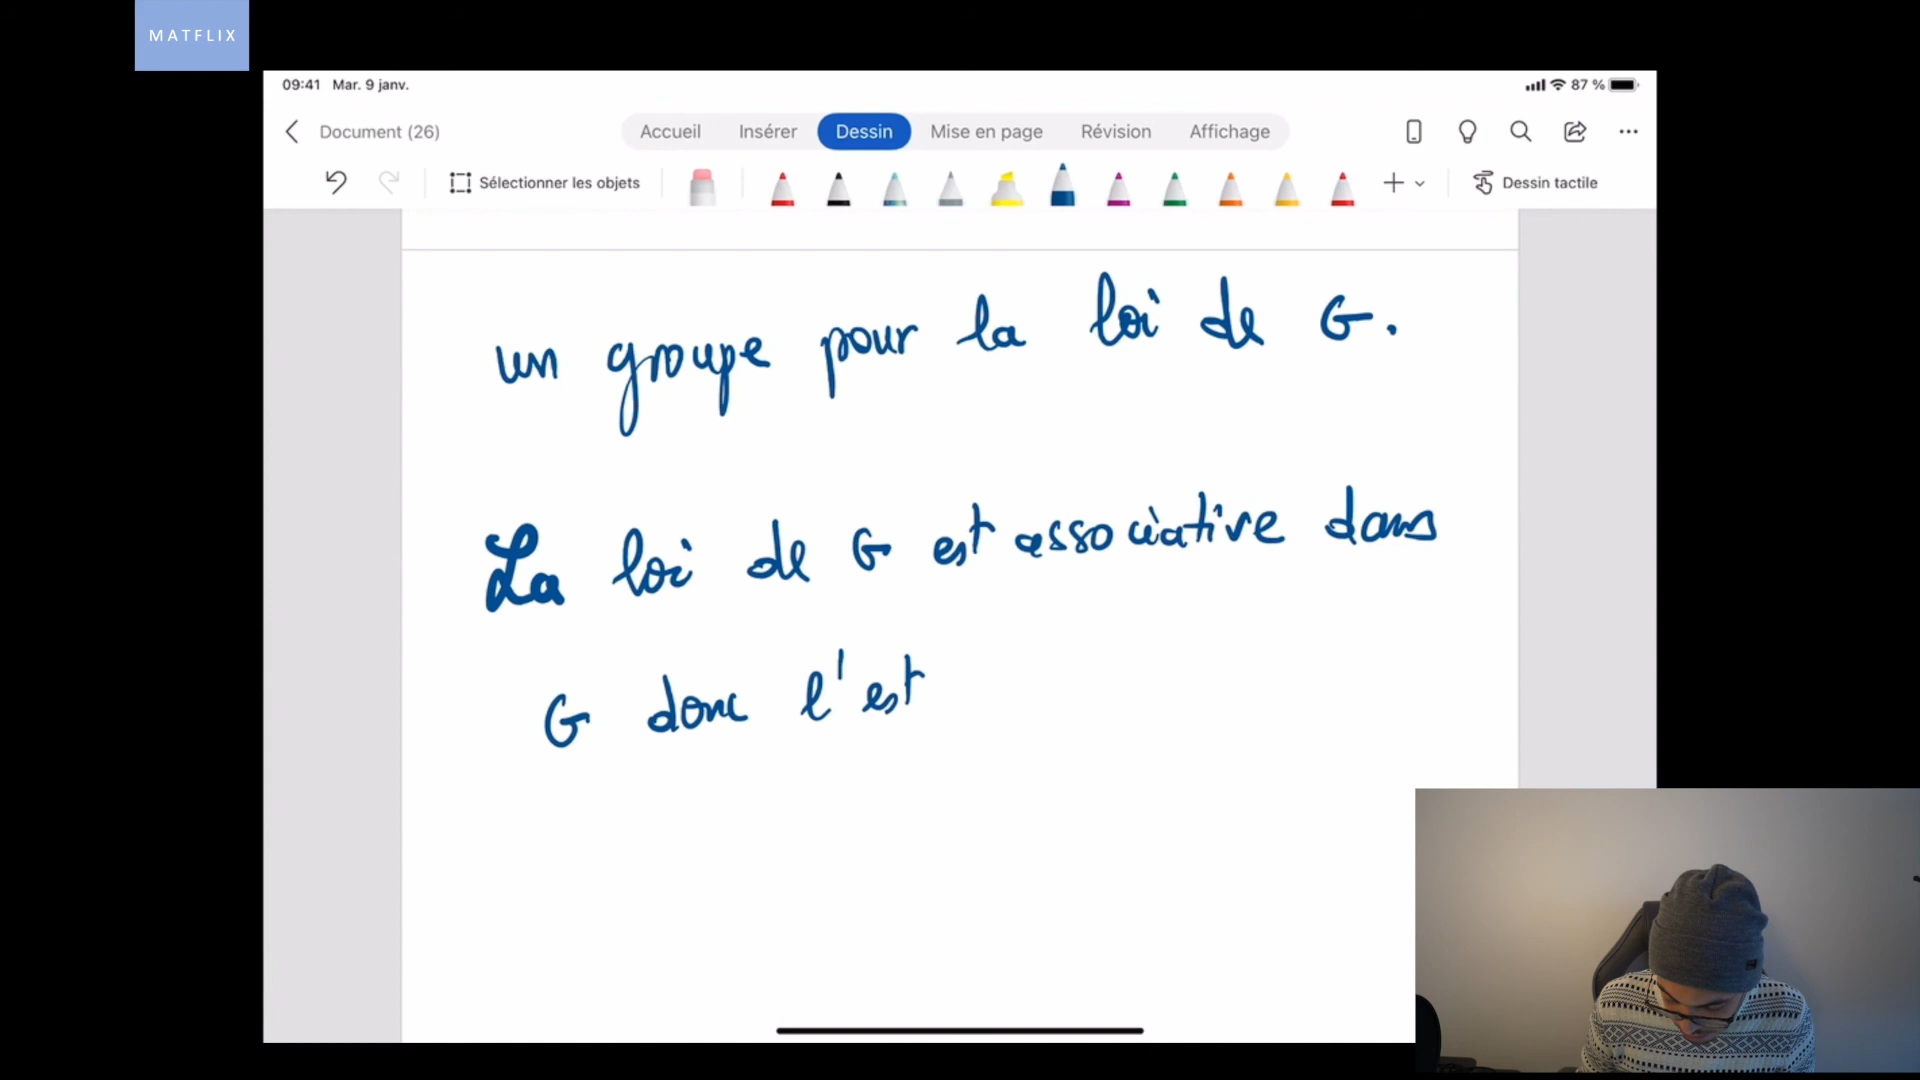 MATFLIX
09:41 Mar. 9 janv. 87 %
Document (26) Accueil Insérer Dessin Mise en page Révision Affichage
Sélectionner les objets Dessin tactile
un groupe pour la loi de G.
La loi de G est associative dans
G donc l'est